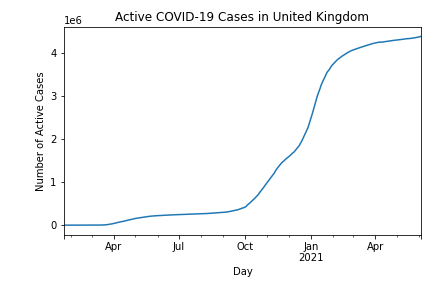 Active COVID-19 Cases in United Kingdom
1e6
4
3
2
1
0
Number of Active Cases
Apr
Jul
Oct
Jan
2021
Apr
Day